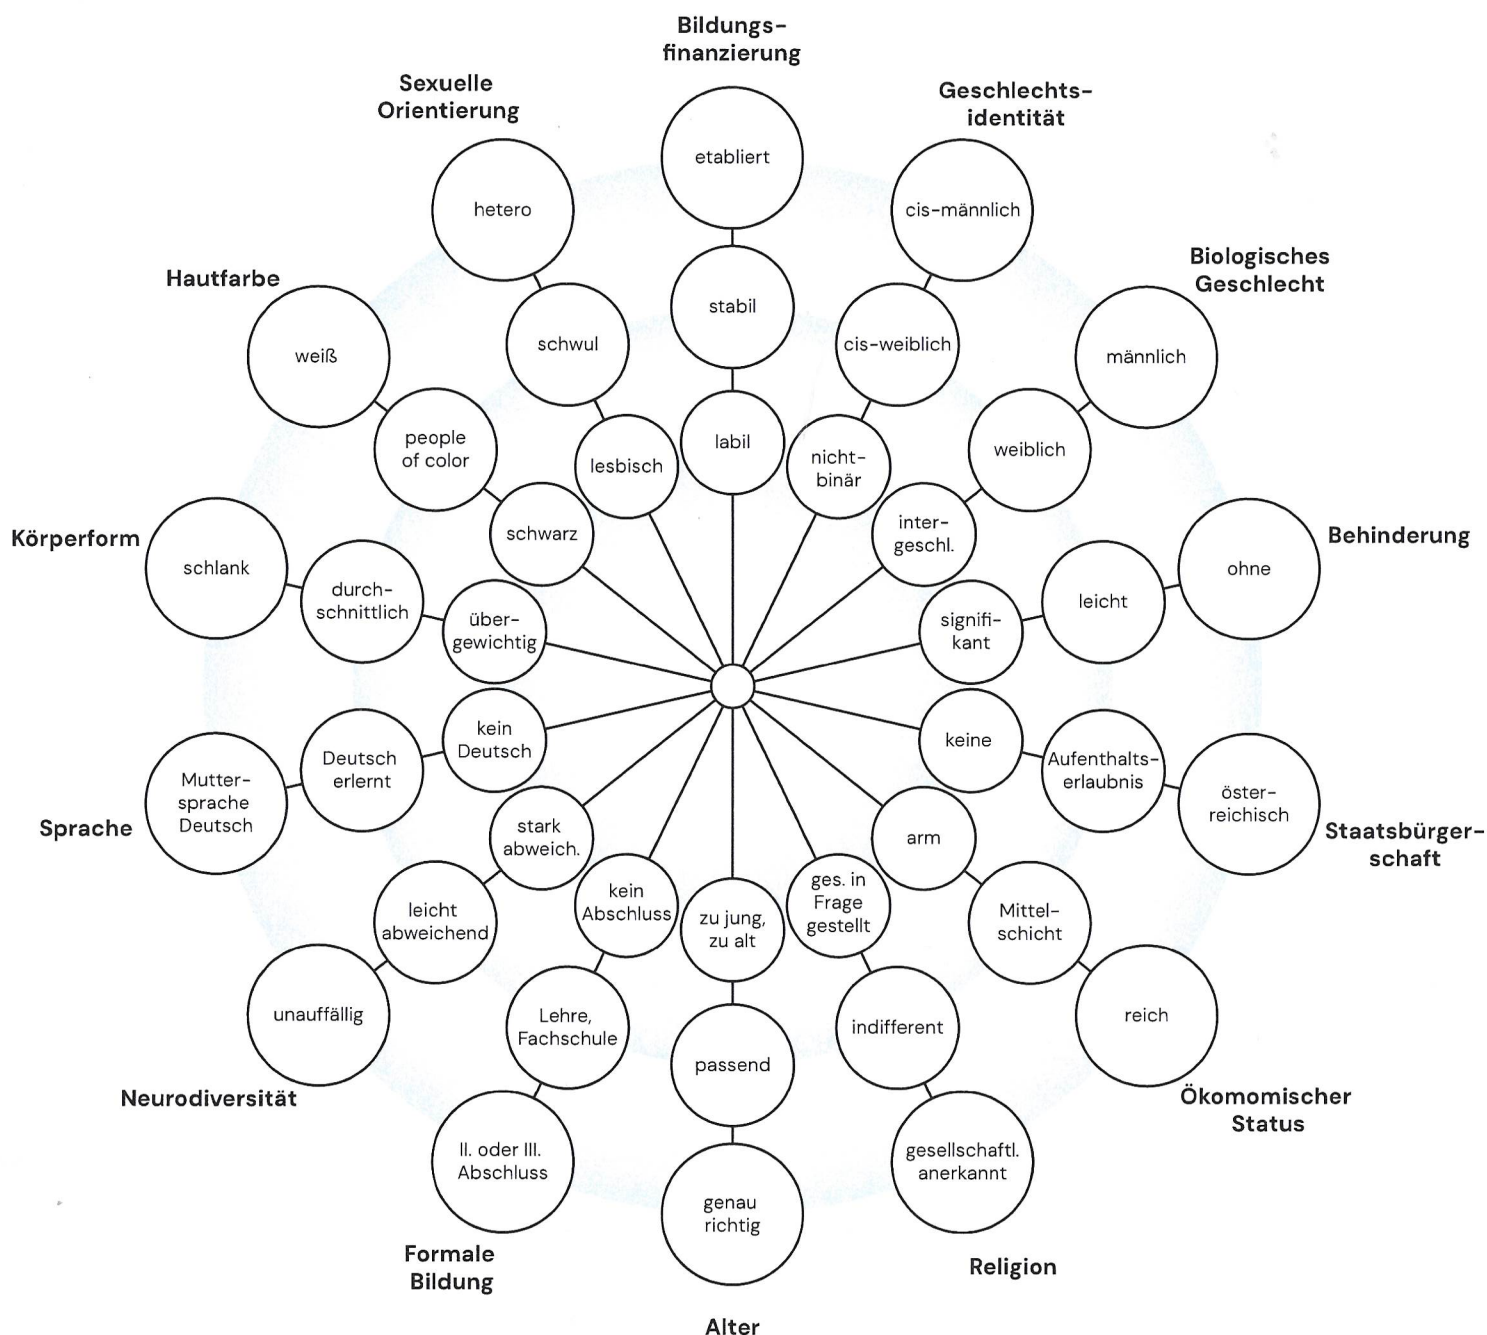 Bildungs-
finanzierung
etabliert
stabil
labil
Geschlechts-
identität
cis-männlich
cis-weiblich
nicht-
binär
Biologisches
Geschlecht
männlich
weiblich
inter-
geschl.
Behinderung
ohne
leicht
signifi-
kant
Staatsbürger-
schaft
öster-
reichisch
Aufenthalts-
erlaubnis
keine
Ökomomischer
Status
reich
Mittel-
schicht
arm
Religion
gesellschaftl.
anerkannt
indifferent
ges. in
Frage
gestellt
Alter
genau
richtig
passend
zu jung,
zu alt
Formale
Bildung
II. oder III.
Abschluss
Lehre,
Fachschule
kein
Abschluss
Neurodiversität
unauffällig
leicht
abweichend
stark
abweich.
Sprache
Mutter-
sprache
Deutsch
Deutsch
erlernt
kein
Deutsch
Körperform
schlank
durch-
schnittlich
über-
gewichtig
Hautfarbe
weiß
people
of color
schwarz
Sexuelle
Orientierung
hetero
schwul
lesbisch